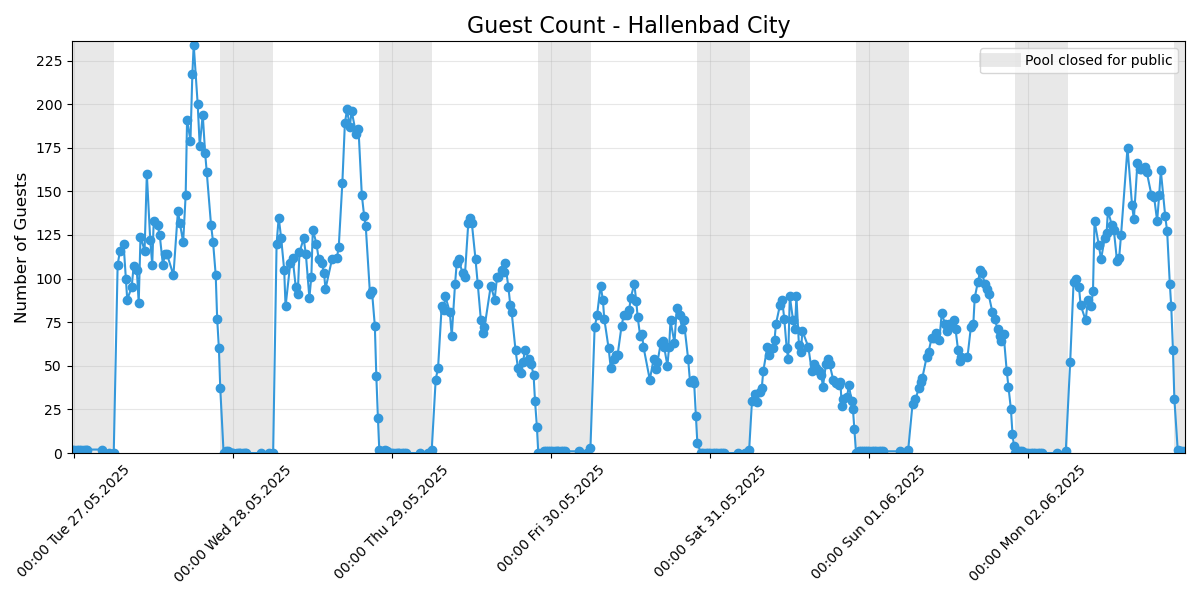 Guest Count - Hallenbad City
Pool closed for public
Number of Guests
225
200
175
150
125
100
75
50
25
0
00:00 Tue 27.05.2025
00:00 Wed 28.05.2025
00:00 Thu 29.05.2025
00:00 Fri 30.05.2025
00:00 Sat 31.05.2025
00:00 Sun 01.06.2025
00:00 Mon 02.06.2025